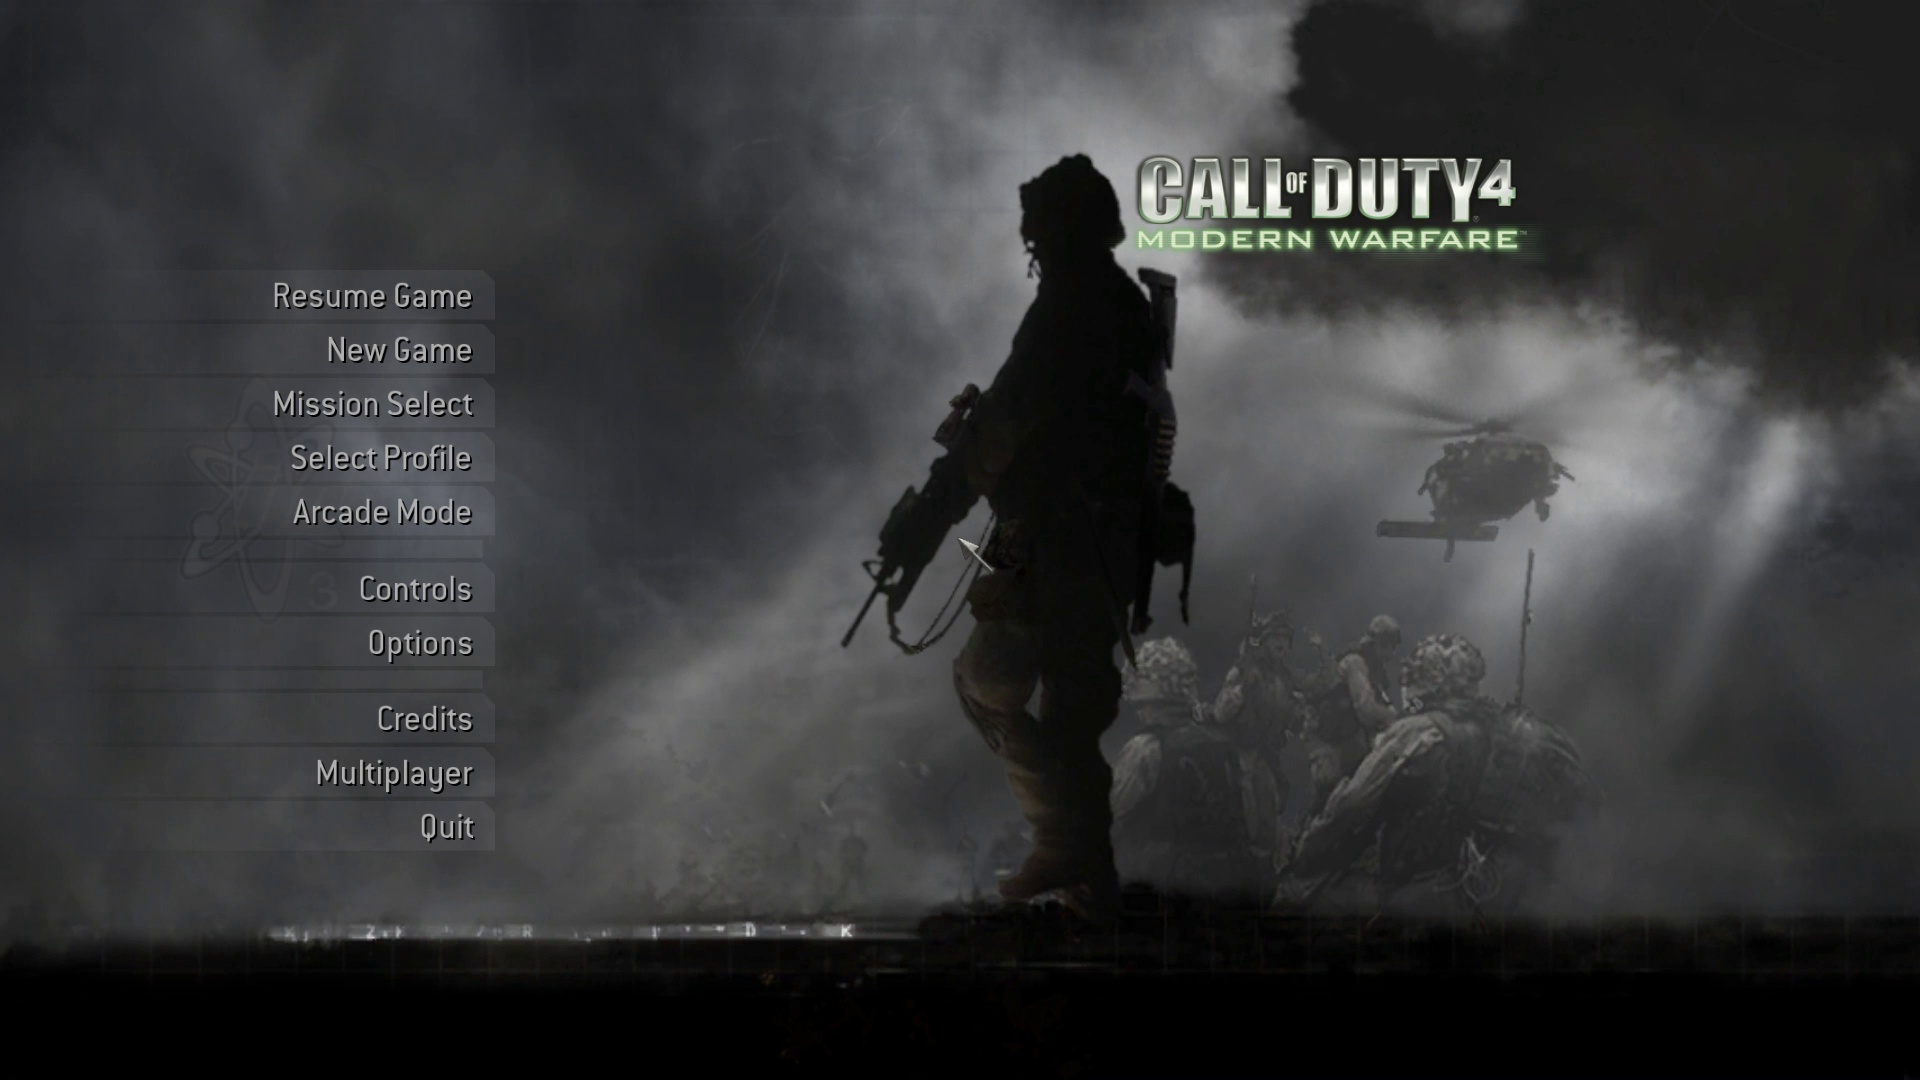 CALL OF DUTY 4
MODERN WARFARE™
Resume Game
New Game
Mission Select
Select Profile
Arcade Mode
Controls
Options
Credits
Multiplayer
Quit